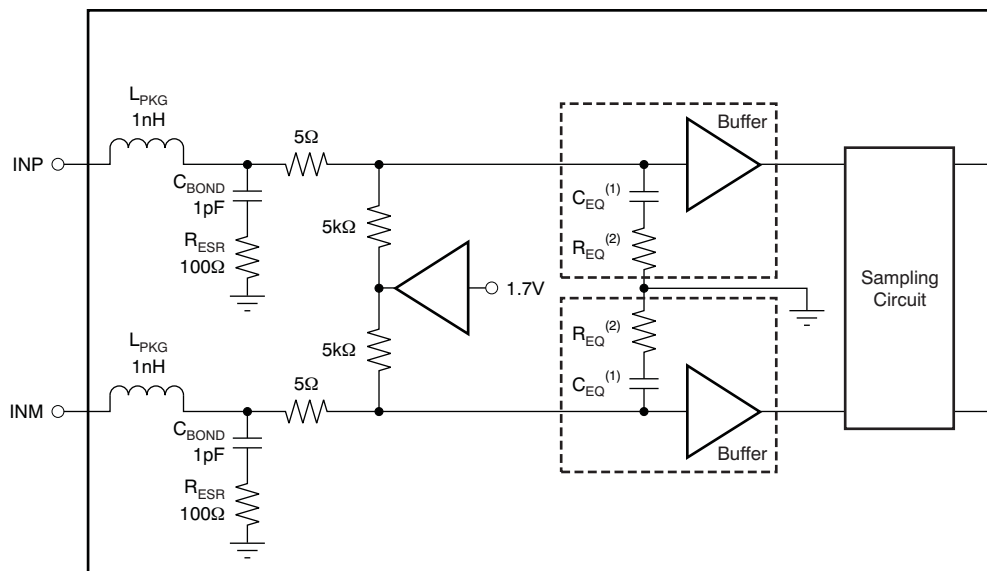 L_PKG
1nH
5Ω
INP
C_BOND
1pF
R_ESR
100Ω
5kΩ
Buffer
C_EQ^(1)
R_EQ^(2)
1.7V
Sampling
Circuit
L_PKG
1nH
5kΩ
5Ω
INM
R_EQ^(2)
C_EQ^(1)
Buffer
C_BOND
1pF
R_ESR
100Ω